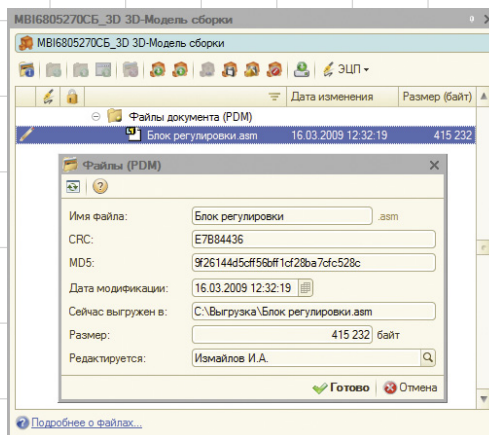 МВI6805270СБ_3D 3D-Модель сборки
МВI6805270СБ_3D 3D-Модель сборки
ЭЦП
Дата изменения Размер (байт)
Файлы документа (PDM)
Блок регулировки.asm 16.03.2009 12:32:19 415 232
Файлы (PDM)
Имя файла: Блок регулировки .asm
CRC: E7B84436
MD5: 9f26144d5cff56bff1cf28ba7cfc528c
Дата модификации: 16.03.2009 12:32:19
Сейчас выгружен в: C:\Выгрузка\Блок регулировки.asm
Размер: 415 232 байт
Редактируется: Измайлов И.А.
Готово Отмена
Подробнее о файлах...